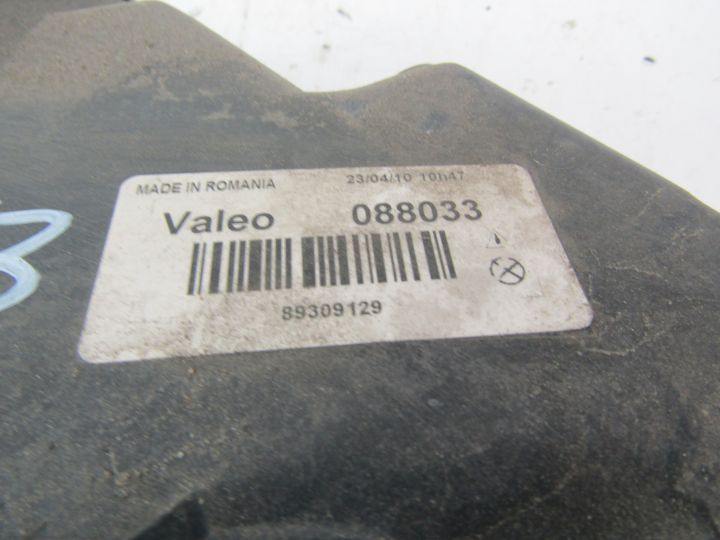 MADE IN ROMANIA 23/04/10 10h47
Valeo 088033
89309129